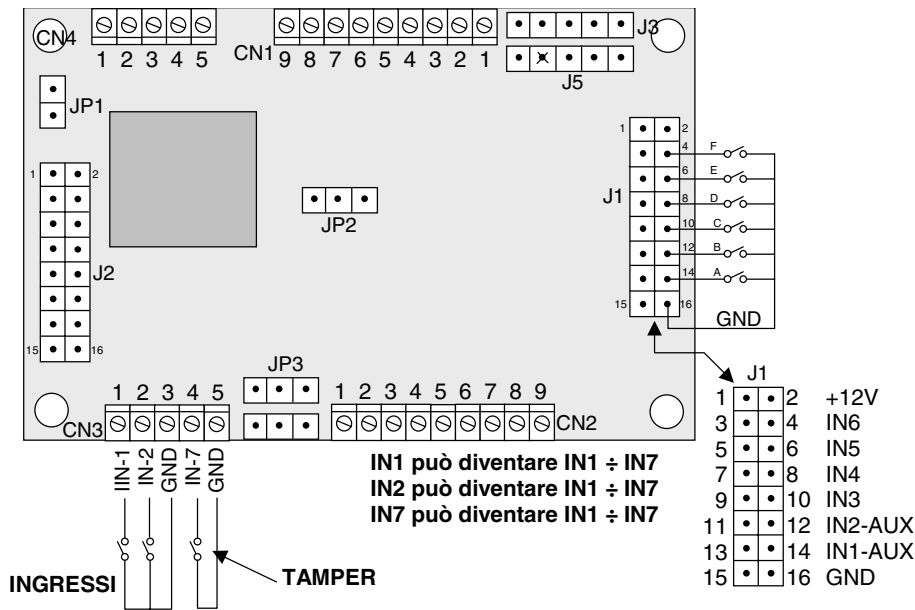 CN4
1 2 3 4 5
CN1
9 8 7 6 5 4 3 2 1
J3
J5
JP1
1 2
J2
15 16
JP2
J1
1 2
4 F
6 E
8 D
10 C
12 B
14 A
15 16
GND
JP3
CN3
1 2 3 4 5
1 2 3 4 5 6 7 8 9
CN2
IIN-1
IN-2
GND
IN-7
GND
INGRESSI
TAMPER
IN1 può diventare IN1 ÷ IN7
IN2 può diventare IN1 ÷ IN7
IN7 può diventare IN1 ÷ IN7
J1
1 2 +12V
3 4 IN6
5 6 IN5
7 8 IN4
9 10 IN3
11 12 IN2-AUX
13 14 IN1-AUX
15 16 GND